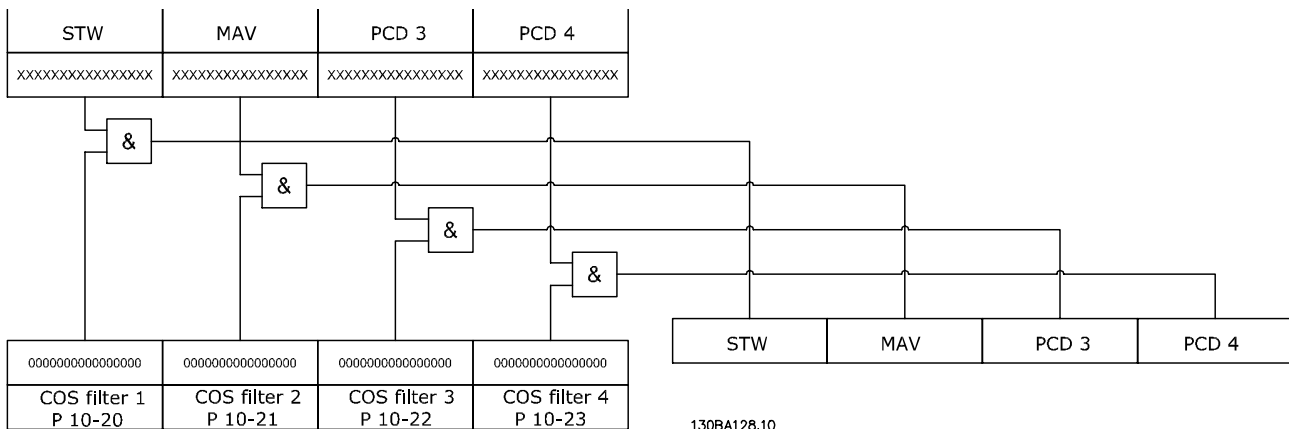 STW MAV PCD 3 PCD 4
XXXXXXXXXXXXXXXX XXXXXXXXXXXXXXXX XXXXXXXXXXXXXXXX XXXXXXXXXXXXXXXX
&
&
&
&
STW MAV PCD 3 PCD 4
0000000000000000 0000000000000000 0000000000000000 0000000000000000
COS filter 1 COS filter 2 COS filter 3 COS filter 4
P 10-20 P 10-21 P 10-22 P 10-23
130BA128.10